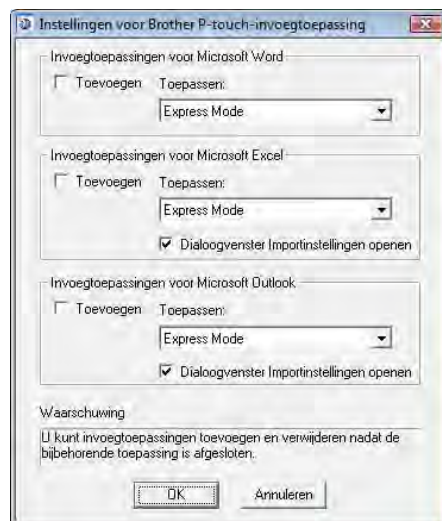 Instellingen voor Brother P-touch-invoegtoepassing
Invoegtoepassingen voor Microsoft Word
Toevoegen Toepassen:
Express Mode
Invoegtoepassingen voor Microsoft Excel
Toevoegen Toepassen:
Express Mode
Dialoogvenster Importinstellingen openen
Invoegtoepassingen voor Microsoft Outlook
Toevoegen Toepassen:
Express Mode
Dialoogvenster Importinstellingen openen
Waarschuwing
U kunt invoegtoepassingen toevoegen en verwijderen nadat de
bijbehorende toepassing is afgesloten.
OK Annuleren